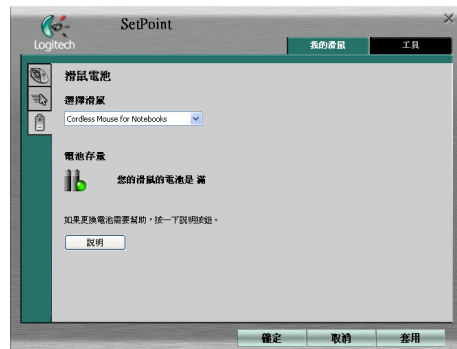 SetPoint
Logitech
我的滑鼠 工具
滑鼠電池
選擇滑鼠
Cordless Mouse for Notebooks
電池存量
您的滑鼠的電池是 滿
如果更換電池需要幫助，按一下說明按鈕。
說明
確定 取消 套用